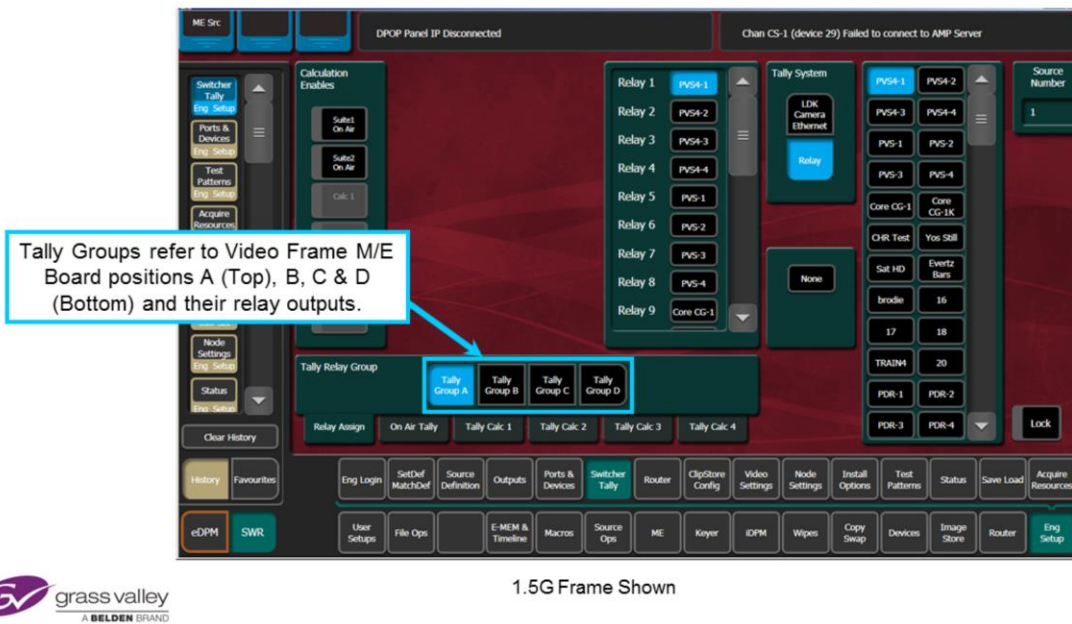 ME Src
DPOP Panel IP Disconnected
Chan CS-1 (device 29) Failed to connect to AMP Server
Switcher
Tally
Eng Setup
Ports &
Devices
Eng Setup
Test
Patterns
Eng Setup
Acquire
Resources
Node
Settings
Eng Setup
Status
Eng Setup
Clear History
History
Favourites
eDPM
SWR
Calculation
Enables
Suite1
On Air
Suite2
On Air
Calc 1
Tally Groups refer to Video Frame M/E
Board positions A (Top), B, C & D
(Bottom) and their relay outputs.
Relay 1 PVS4-1
Relay 2 PVS4-2
Relay 3 PVS4-3
Relay 4 PVS4-4
Relay 5 PVS-1
Relay 6 PVS-2
Relay 7 PVS-3
Relay 8 PVS-4
Relay 9 Core CG-1
Tally System
LDK
Camera
Ethernet
Relay
None
PVS4-1 PVS4-2
PVS4-3 PVS4-4
PVS-1 PVS-2
PVS-3 PVS-4
Core CG-1 Core
CG-1K
CHR Test Yos Still
Sat HD Evertz
Bars
brodie 16
17 18
TRAIN4 20
PDR-1 PDR-2
PDR-3 PDR-4
Source
Number
1
Lock
Tally Relay Group
Tally
Group A
Tally
Group B
Tally
Group C
Tally
Group D
Relay Assign On Air Tally Tally Calc 1 Tally Calc 2 Tally Calc 3 Tally Calc 4
Eng Login
SetDef
MatchDef
Source
Definition
Outputs
Ports &
Devices
Switcher
Tally
Router
ClipStore
Config
Video
Settings
Node
Settings
Install
Options
Test
Patterns
Status
Save Load
Acquire
Resources
User
Setups
File Ops
E-MEM &
Timeline
Macros
Source
Ops
ME
Keyer
iDPM
Wipes
Copy
Swap
Devices
Image
Store
Router
Eng
Setup
1.5G Frame Shown
grass valley
A BELDEN BRAND